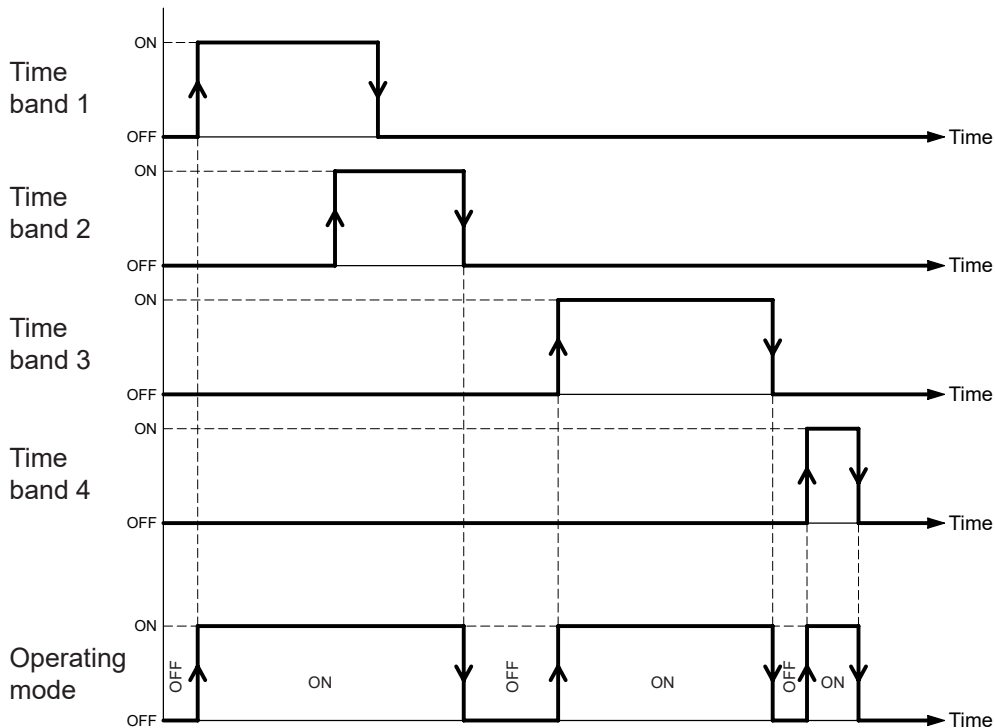 ON
Time
band 1
OFF
Time
ON
Time
band 2
OFF
Time
ON
Time
band 3
OFF
Time
ON
Time
band 4
OFF
Time
ON
Operating
mode
OFF
ON
OFF
ON
OFF
ON
OFF
Time